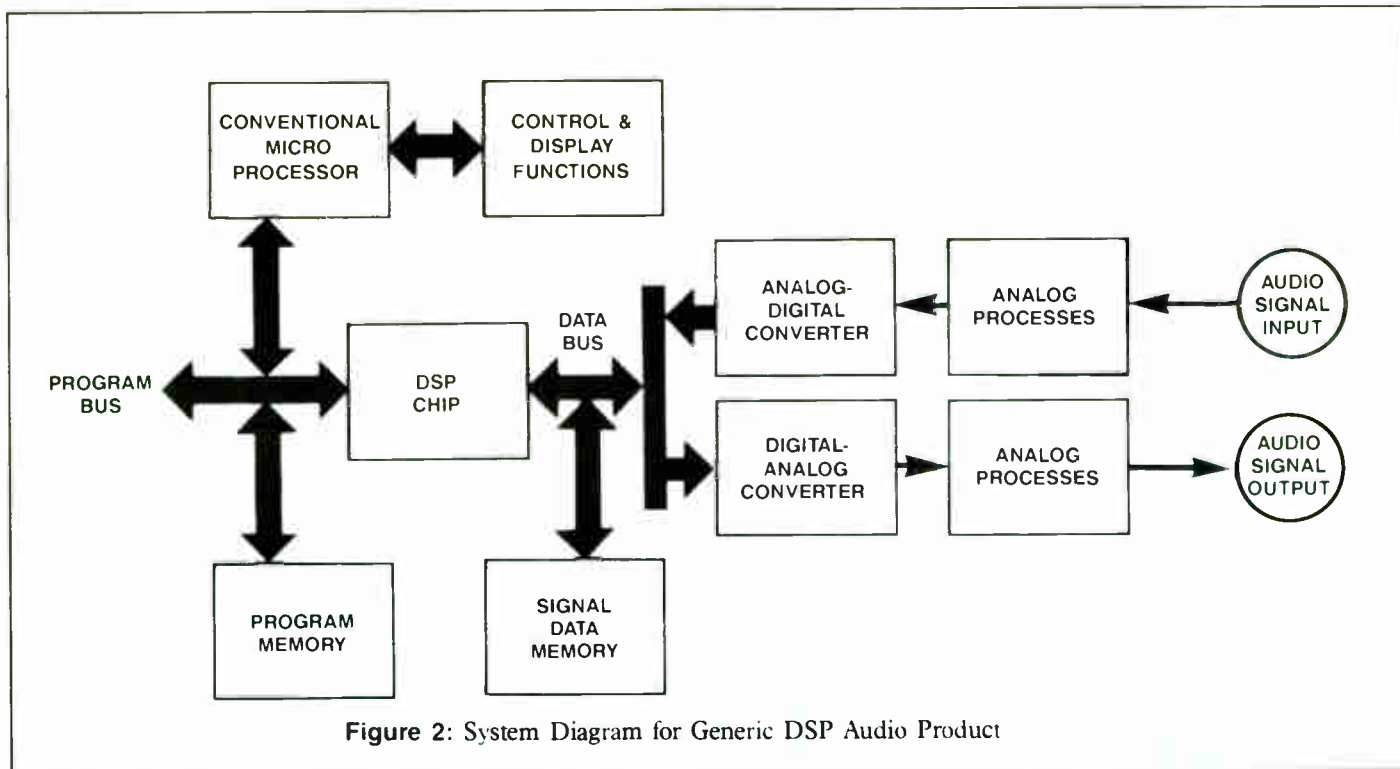 CONVENTIONAL
MICRO
PROCESSOR
CONTROL &
DISPLAY
FUNCTIONS
ANALOG-
DIGITAL
CONVERTER
ANALOG
PROCESSES
AUDIO
SIGNAL
INPUT
PROGRAM
BUS
DSP
CHIP
DATA
BUS
DIGITAL-
ANALOG
CONVERTER
ANALOG
PROCESSES
AUDIO
SIGNAL
OUTPUT
PROGRAM
MEMORY
SIGNAL
DATA
MEMORY
Figure 2: System Diagram for Generic DSP Audio Product